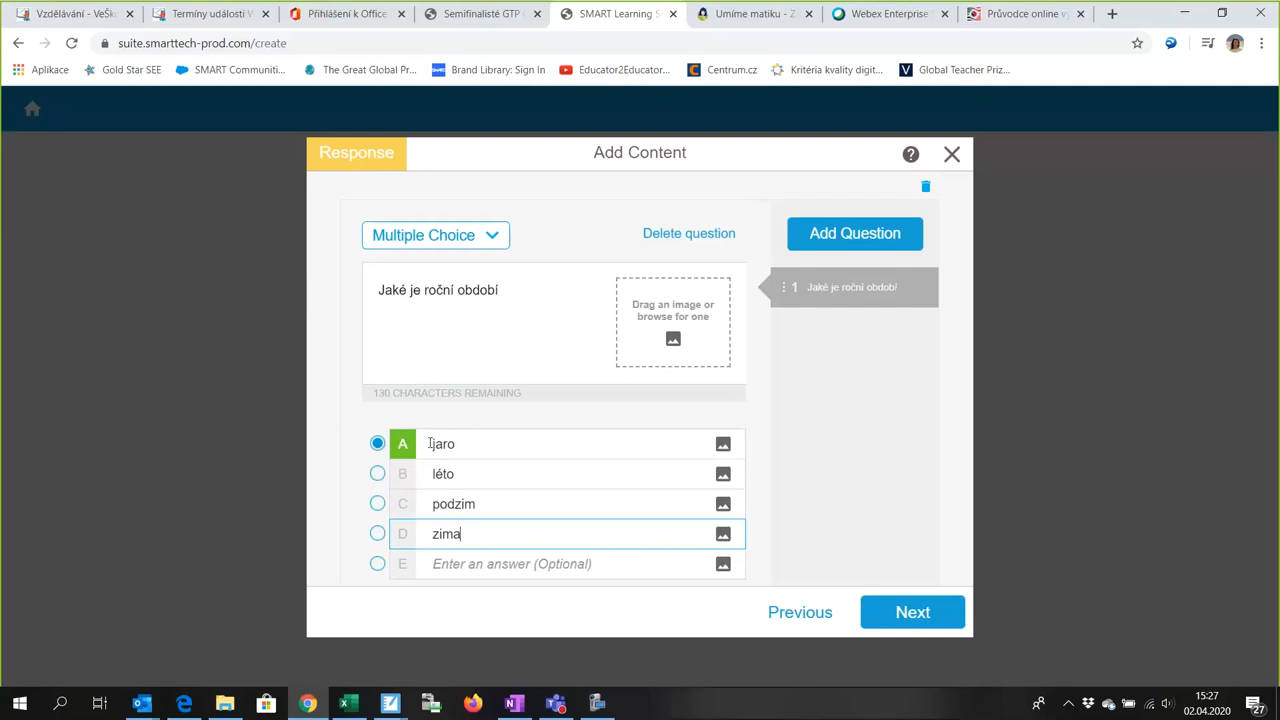 Vzdělávání - VeŠko
Termíny události W
Přihlášení k Office
Semifinalisté GTP C
SMART Learning S
Umíme matiku - Z
Webex Enterprise
Průvodce online vy
suite.smarttech-prod.com/create
Aplikace
Gold Star SEE
SMART Communiti...
The Great Global Pr...
Brand Library: Sign In
Educator2Educator...
Centrum.cz
Kritéria kvality digit...
Global Teacher Priz...
Response
Add Content
Multiple Choice
Delete question
Add Question
Jaké je roční období
Drag an image or
browse for one
1 Jaké je roční období
130 CHARACTERS REMAINING
A jaro
B léto
C podzim
D zima
E Enter an answer (Optional)
Previous
Next
15:27
02.04.2020
27